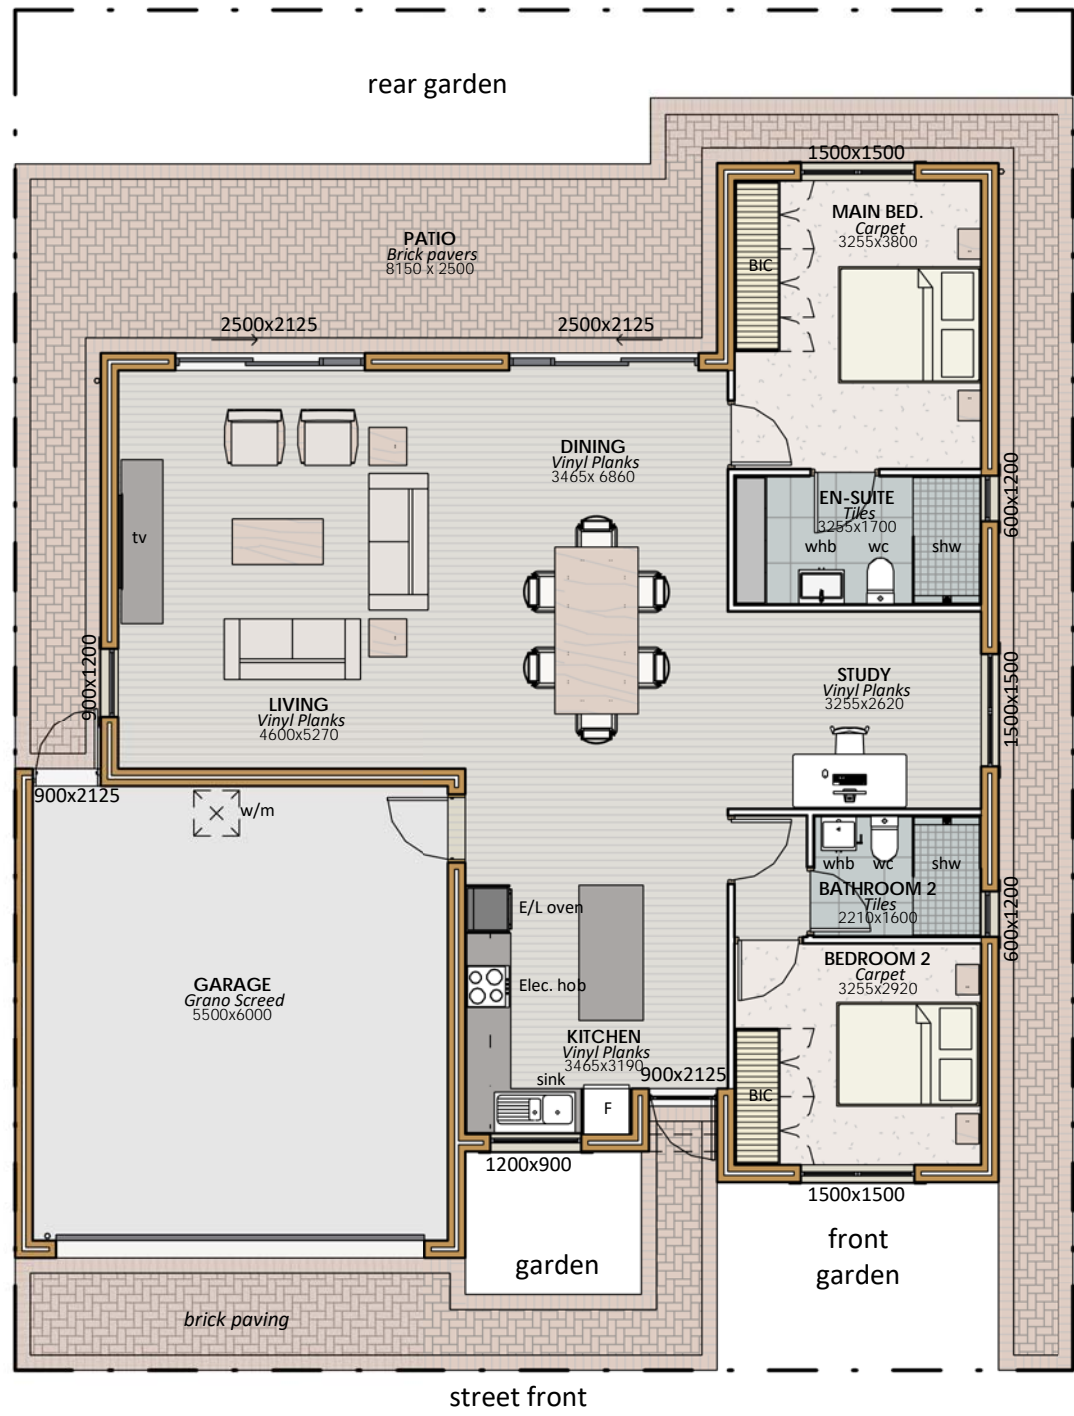 rear garden
1500x1500
MAIN BED.
Carpet
3255x3800
BIC
PATIO
Brick pavers
8150 x 2500
2500x2125
2500x2125
DINING
Vinyl Planks
3465x 6860
tv
EN-SUITE
Tiles
3255x1700
whb
wc
shw
600x1200
900x1200
LIVING
Vinyl Planks
4600x5270
STUDY
Vinyl Planks
3255x2620
1500x1500
900x2125
w/m
whb
wc
shw
BATHROOM 2
Tiles
2210x1600
600x1200
E/L oven
Elec. hob
GARAGE
Grano Screed
5500x6000
BEDROOM 2
Carpet
3255x2920
KITCHEN
Vinyl Planks
3465x3190
900x2125
sink
F
BIC
1200x900
1500x1500
garden
front
garden
brick paving
street front